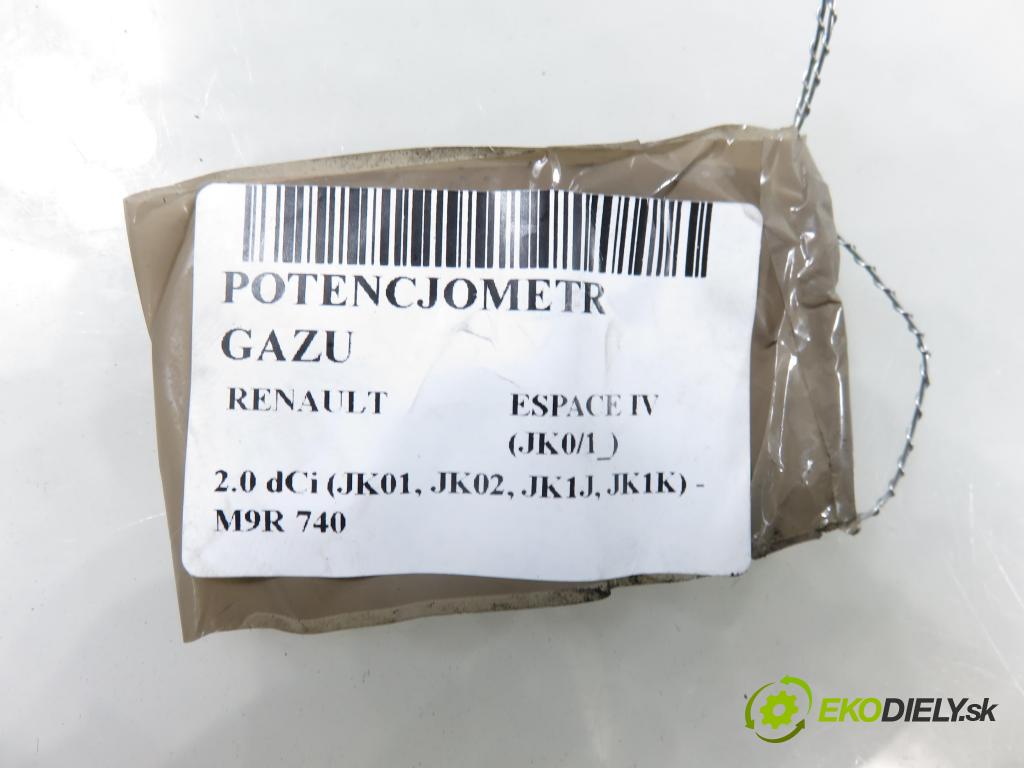 POTENCJOMETR
GAZU
RENAULT ESPACE IV
(JK0/1_)
2.0 dCi (JK01, JK02, JK1J, JK1K) -
M9R 740
EKODIELY.sk